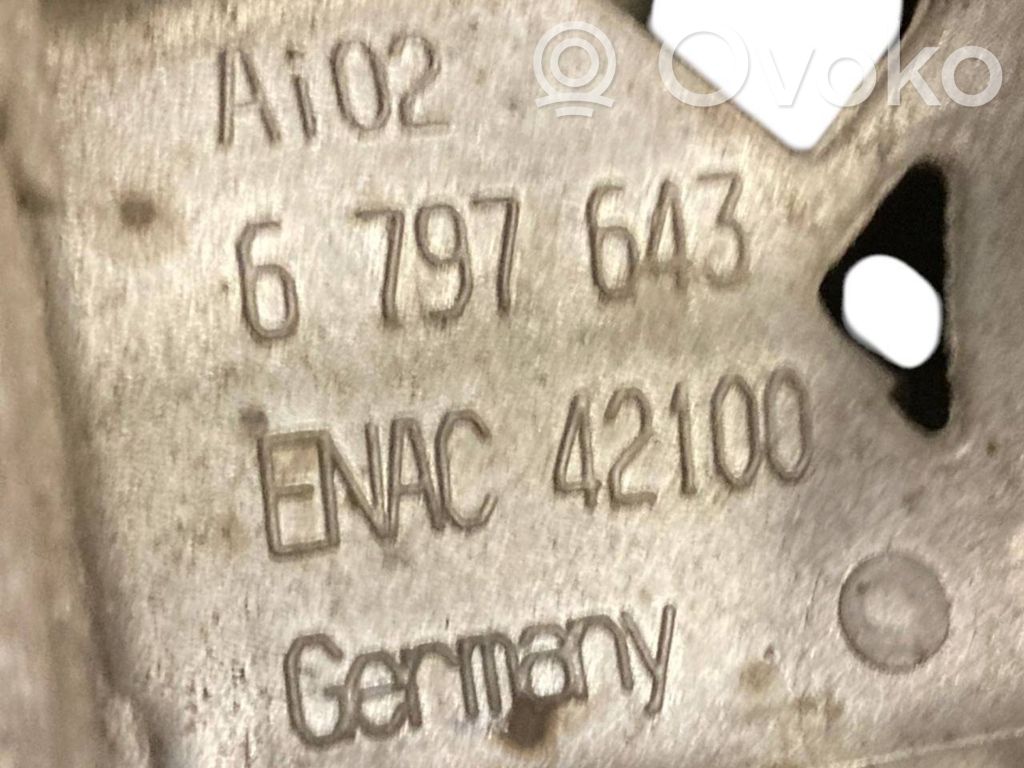 Ovoko
Ai02
6 797 643
ENAC 42100
Germany